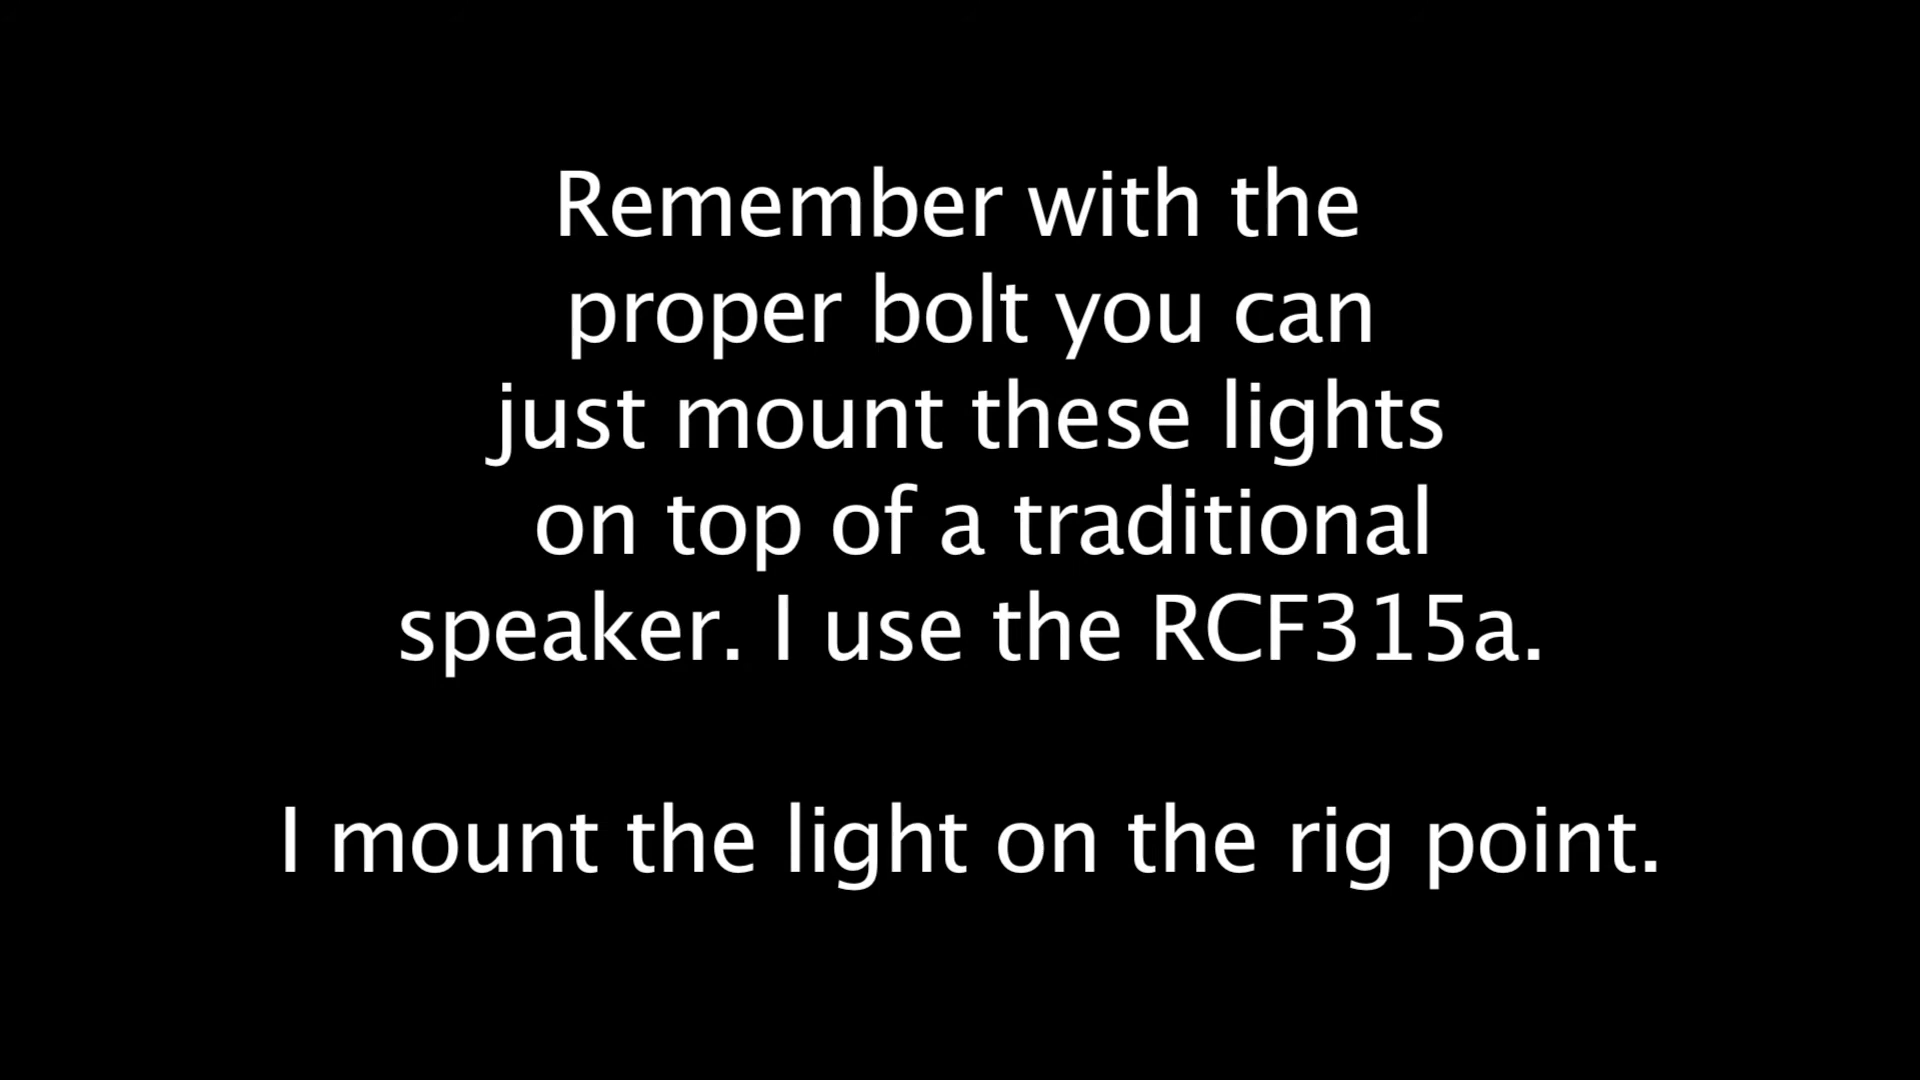 Remember with the
proper bolt you can
just mount these lights
on top of a traditional
speaker. I use the RCF315a.
I mount the light on the rig point.